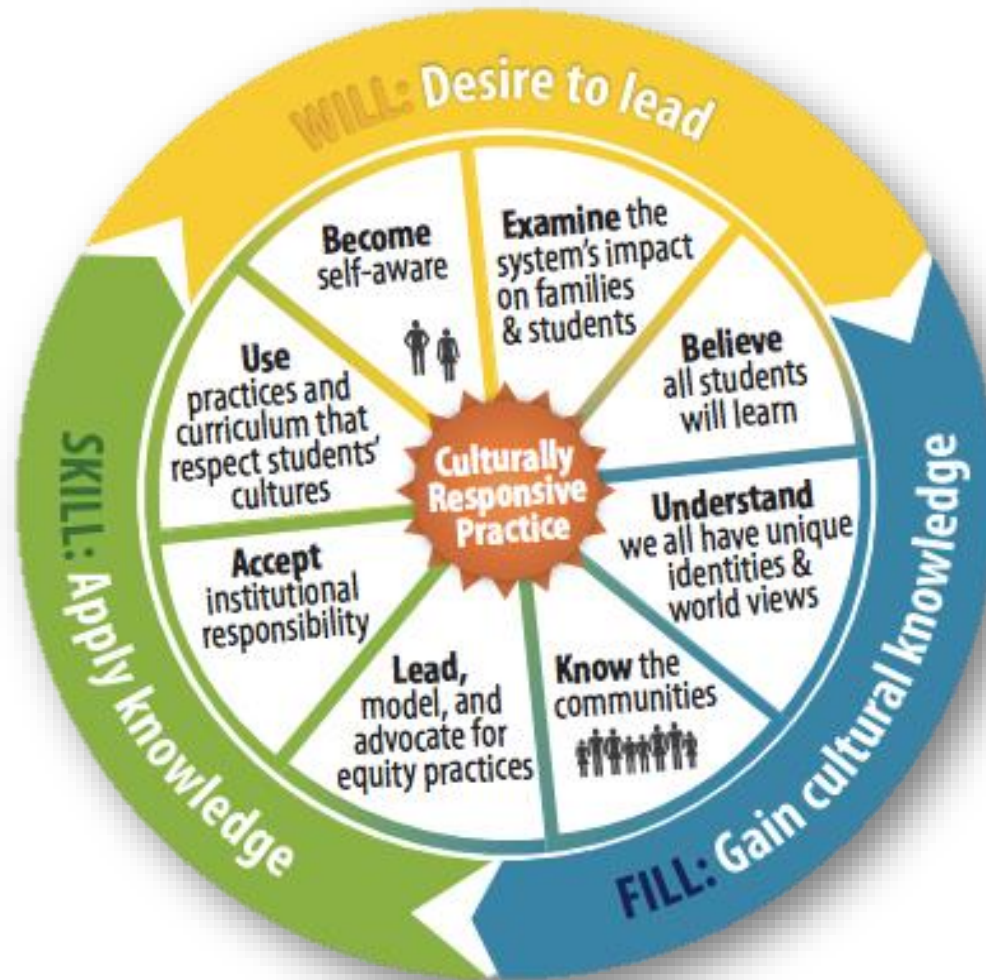 WILL: Desire to lead
Become
self-aware
Examine the
system's impact
on families
& students
Believe
all students
will learn
Understand
we all have unique
identities &
world views
Know the
communities
Lead,
model, and
advocate for
equity practices
Accept
institutional
responsibility
Use
practices and
curriculum that
respect students'
cultures
Culturally
Responsive
Practice
FILL: Gain cultural knowledge
SKILL: Apply knowledge